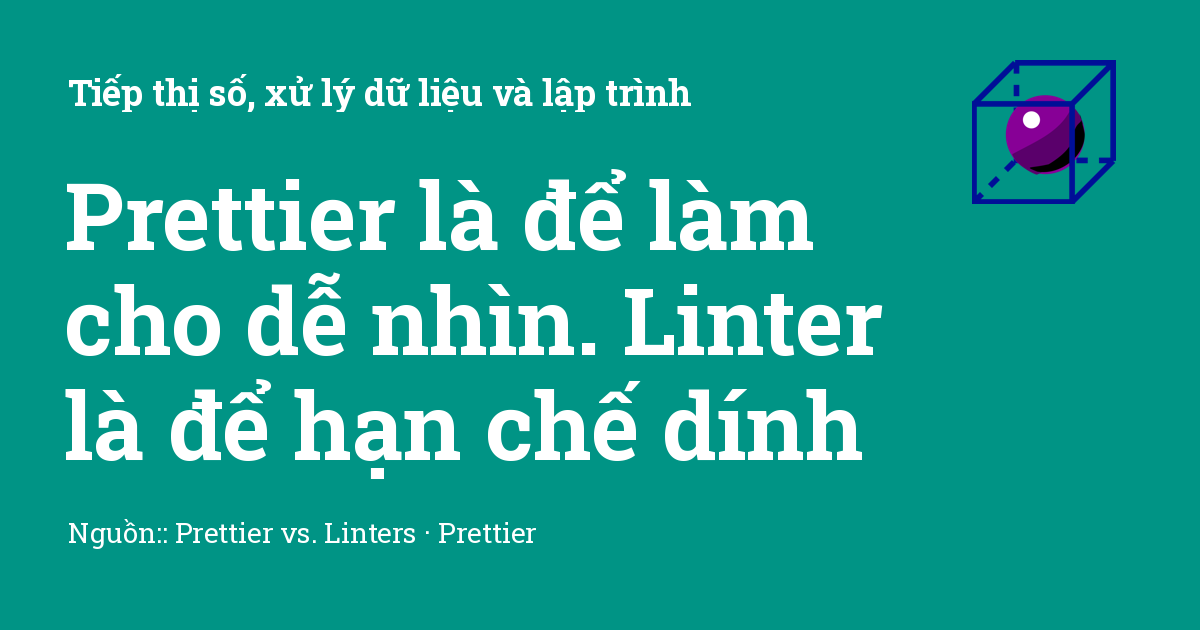 Tiếp thị số, xử lý dữ liệu và lập trình
Prettier là để làm
cho dễ nhìn. Linter
là để hạn chế dính
Nguồn:: Prettier vs. Linters · Prettier